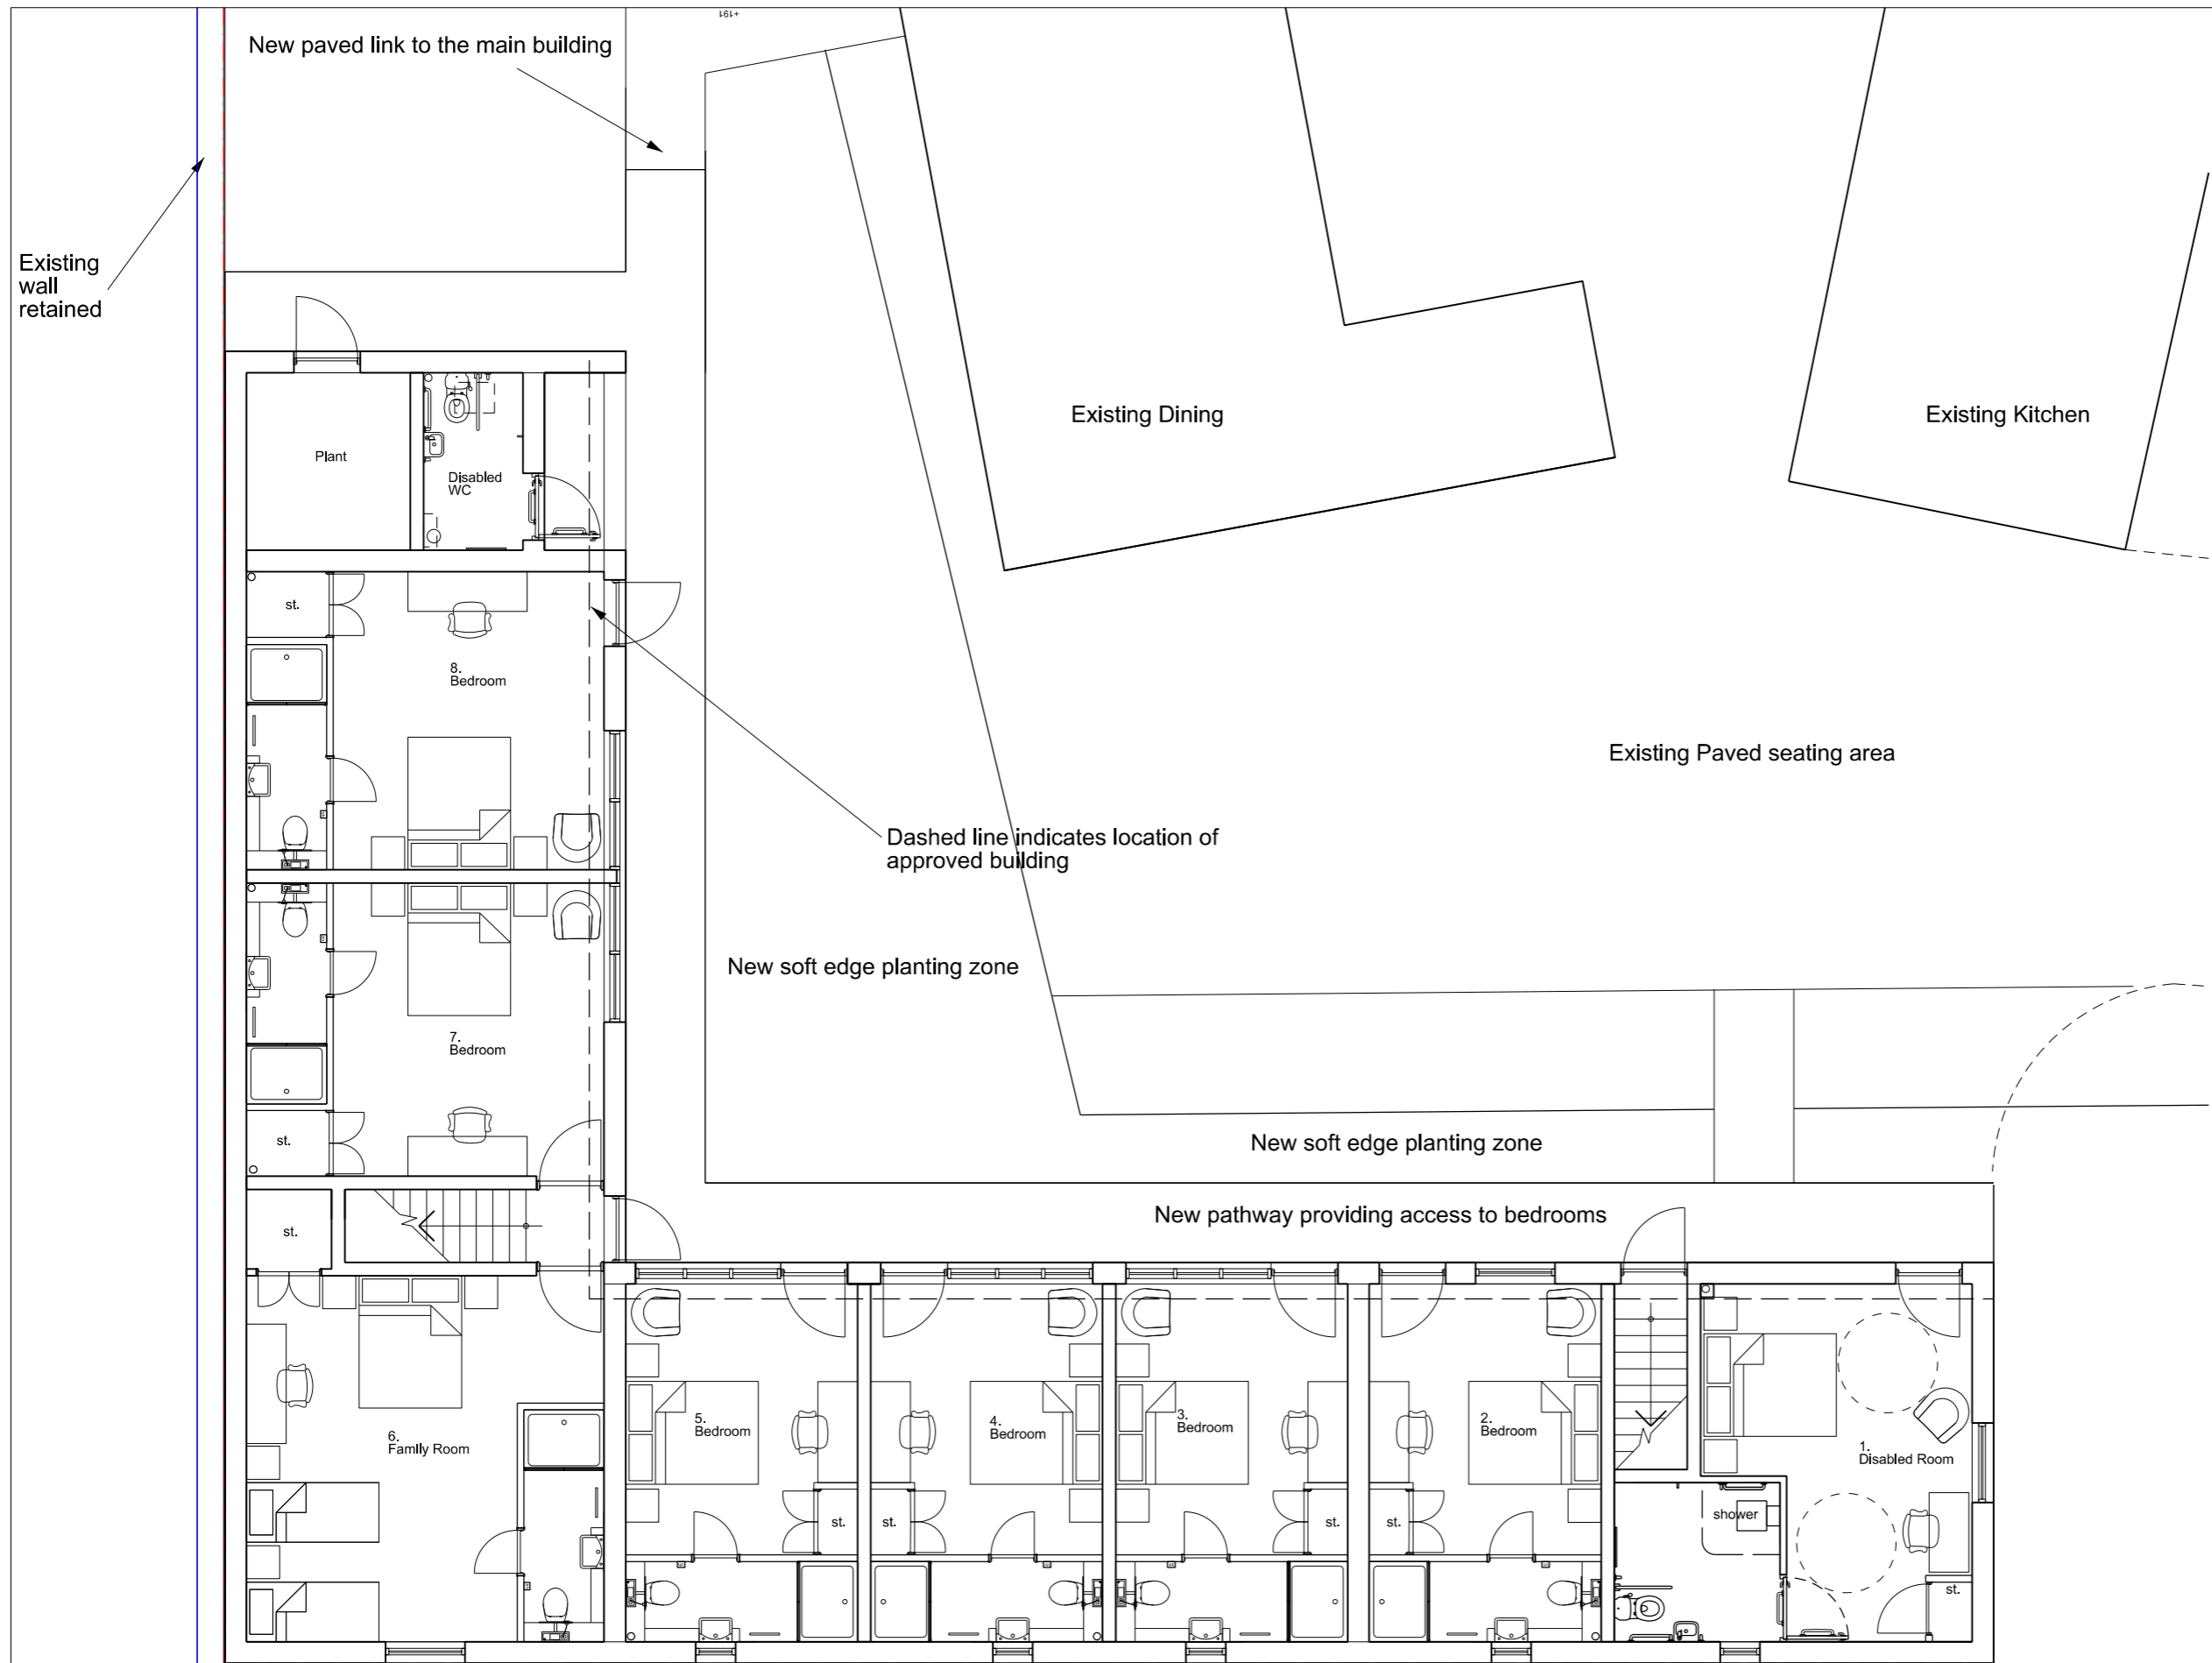 +191
New paved link to the main building
Existing
wall
retained
Existing Dining
Existing Kitchen
Plant
Disabled
WC
st.
8.
Bedroom
Existing Paved seating area
Dashed line indicates location of
approved building
New soft edge planting zone
7.
Bedroom
st.
New soft edge planting zone
st.
New pathway providing access to bedrooms
6.
Family Room
5.
Bedroom
4.
Bedroom
3.
Bedroom
2.
Bedroom
1.
Disabled Room
st.
st.
st.
st.
shower
st.